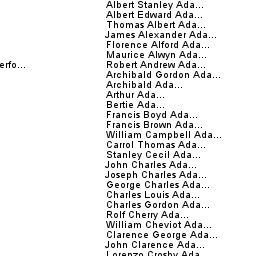 Albert Stanley Ada...
Albert Edward Ada...
Thomas Albert Ada...
James Alexander Ada...
Florence Alford Ada...
Maurice Alwyn Ada...
erfo... Robert Andrew Ada...
Archibald Gordon Ada...
Archibald Ada...
Arthur Ada...
Bertie Ada...
Francis Boyd Ada...
Francis Brown Ada...
William Campbell Ada...
Carrol Thomas Ada...
Stanley Cecil Ada...
John Charles Ada...
Joseph Charles Ada...
George Charles Ada...
Charles Louis Ada...
Charles Gordon Ada...
Rolf Cherry Ada...
William Cheviot Ada...
Clarence George Ada...
John Clarence Ada...
Lorenzo Crosby Ada